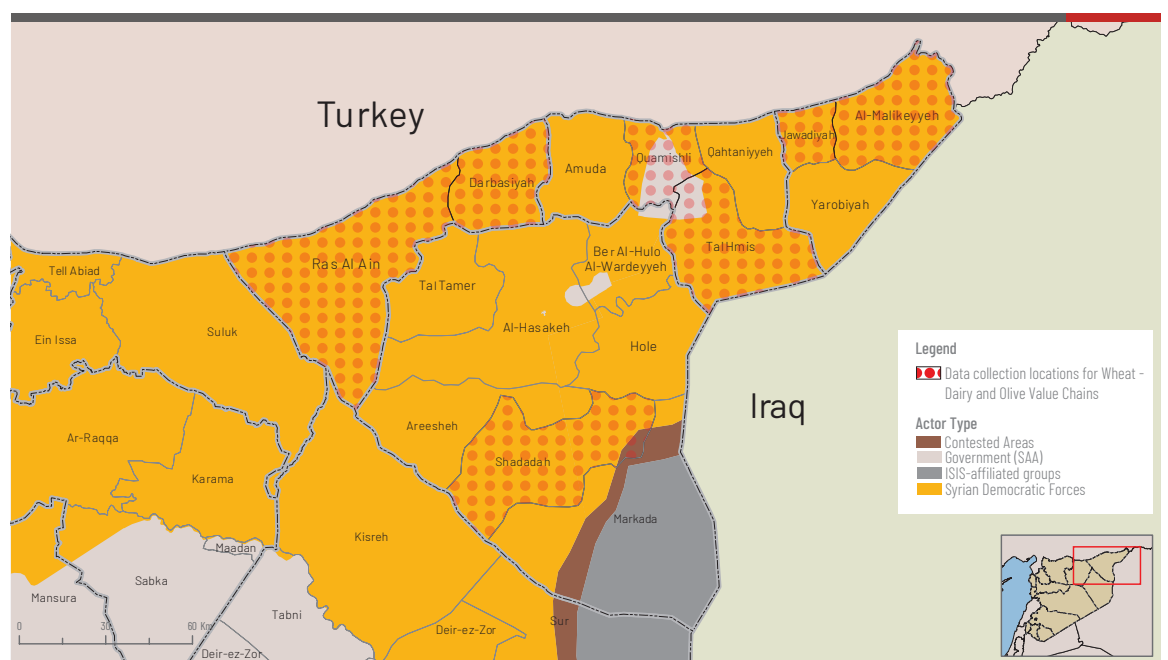 Turkey
Al-Malikeyyeh
Jawadiyah
Qahtaniyyeh
Quamishli
Amuda
Darbasiyah
Yarobiyah
Tal Hmis
Ber Al-Hulo
Al-Wardeyyeh
Ras Al Ain
Tell Abiad
Tal Tamer
Al-Hasakeh
Suluk
Ein Issa
Hole
Iraq
Areesheh
Ar-Raqqa
Shadadah
Karama
Markada
Kisreh
Maadan
Sabka
Mansura
Tabni
Sur
Deir-ez-Zor
Deir-ez-Zor
0 30 60 Km
Legend
Data collection locations for Wheat -
Dairy and Olive Value Chains
Actor Type
Contested Areas
Government (SAA)
ISIS-affiliated groups
Syrian Democratic Forces